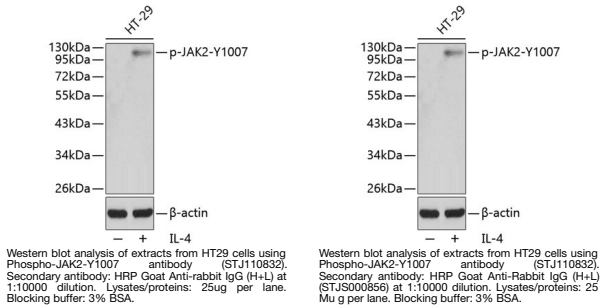 HT-29
130kDa
95kDa
72kDa
55kDa
43kDa
34kDa
26kDa
p-JAK2-Y1007
β-actin
− + IL-4
Western blot analysis of extracts from HT29 cells using
Phospho-JAK2-Y1007 antibody (STJ110832).
Secondary antibody: HRP Goat Anti-rabbit IgG (H+L) at
1:10000 dilution. Lysates/proteins: 25ug per lane.
Blocking buffer: 3% BSA.
HT-29
130kDa
95kDa
72kDa
55kDa
43kDa
34kDa
26kDa
p-JAK2-Y1007
β-actin
− + IL-4
Western blot analysis of extracts from HT29 cells using
Phospho-JAK2-Y1007 antibody (STJ110832).
Secondary antibody: HRP Goat Anti-Rabbit IgG (H+L)
(STJS000856) at 1:10000 dilution. Lysates/proteins: 25
Mu g per lane. Blocking buffer: 3% BSA.